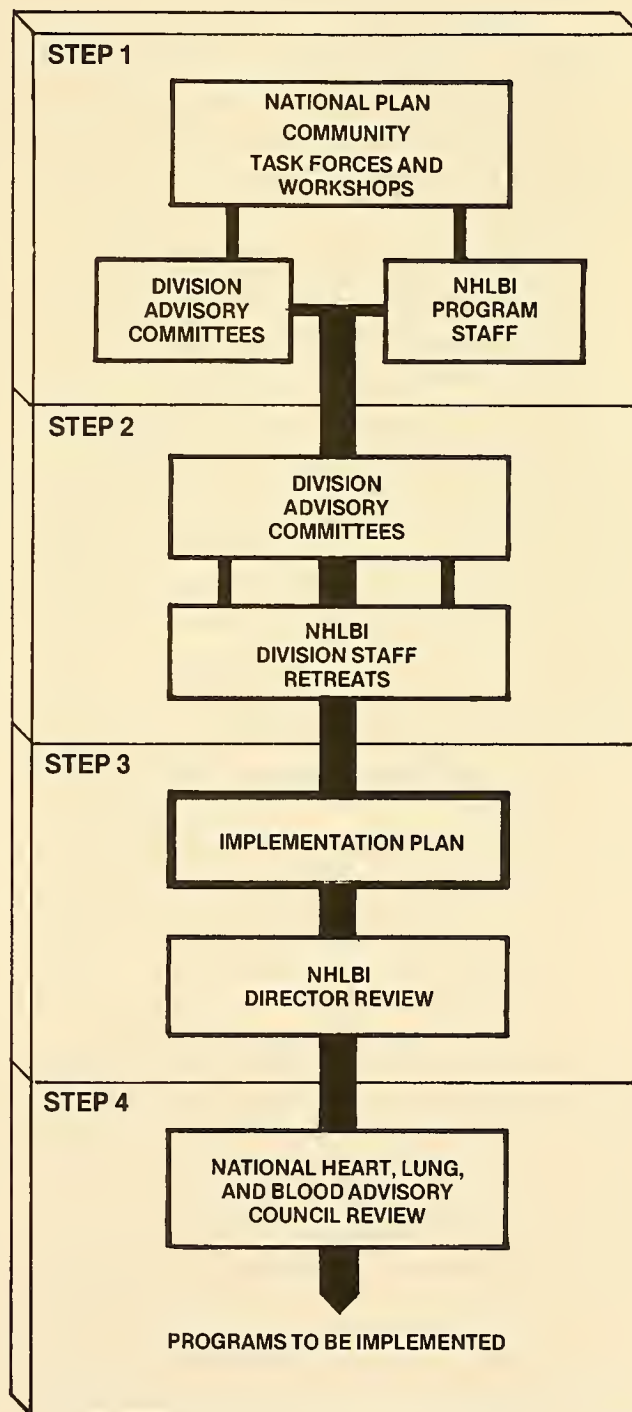 STEP 1
NATIONAL PLAN
COMMUNITY
TASK FORCES AND
WORKSHOPS
DIVISION
ADVISORY
COMMITTEES
NHLBI
PROGRAM
STAFF
STEP 2
DIVISION
ADVISORY
COMMITTEES
NHLBI
DIVISION STAFF
RETREATS
STEP 3
IMPLEMENTATION PLAN
NHLBI
DIRECTOR REVIEW
STEP 4
NATIONAL HEART, LUNG,
AND BLOOD ADVISORY
COUNCIL REVIEW
PROGRAMS TO BE IMPLEMENTED